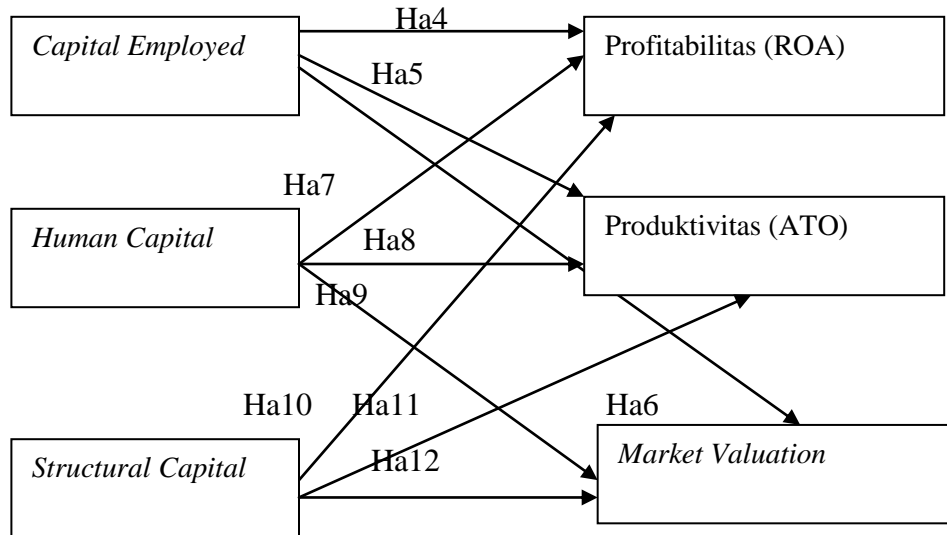 Ha4
Capital Employed
Profitabilitas (ROA)
Ha5
Ha7
Human Capital
Ha8
Produktivitas (ATO)
Ha9
Ha10
Ha11
Ha6
Structural Capital
Ha12
Market Valuation